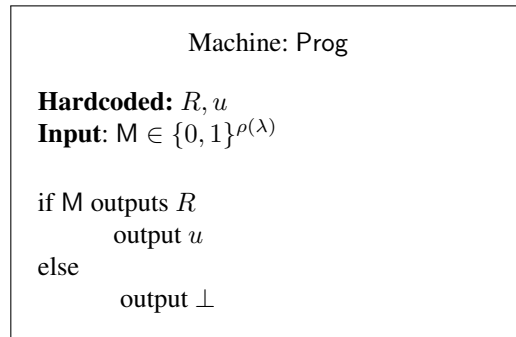 Machine: Prog
Hardcoded: R, u
Input: M ∈ {0, 1}^{ρ(λ)}
if M outputs R
output u
else
output ⊥